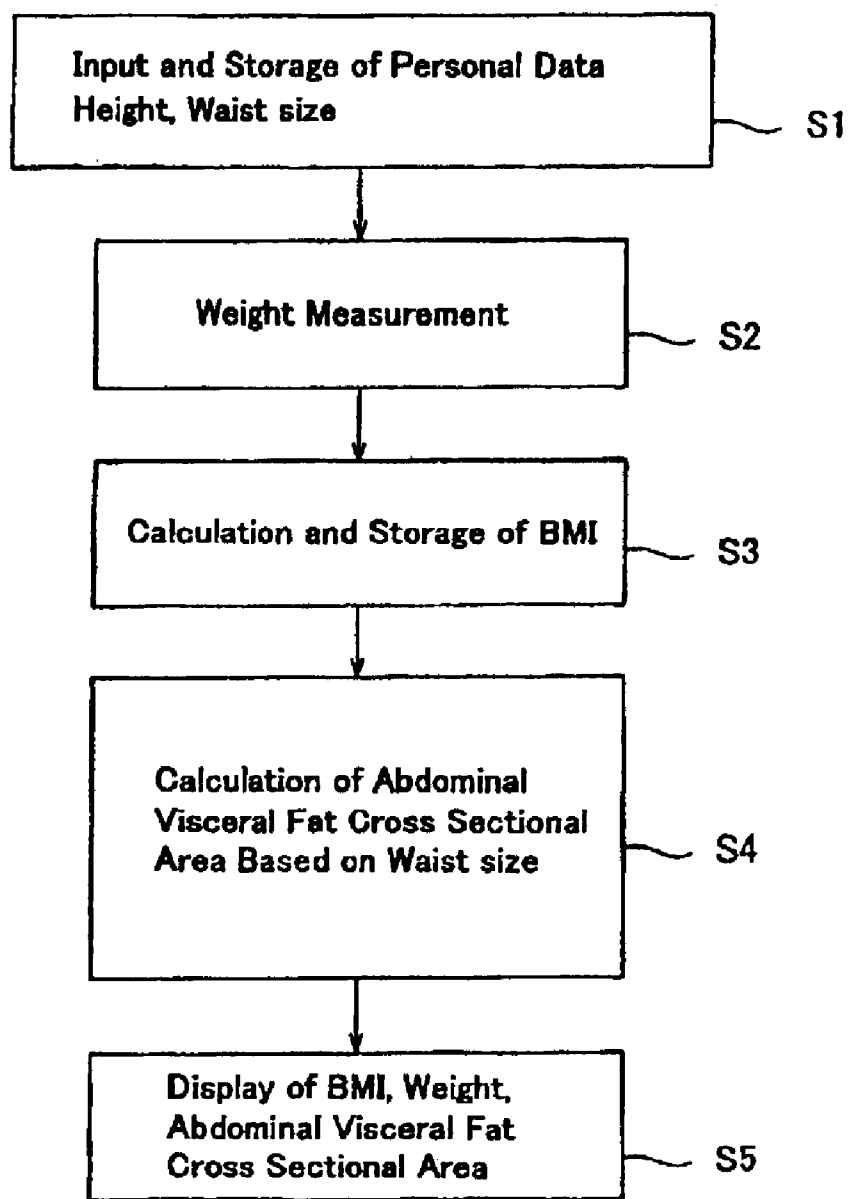 Input and Storage of Personal Data
Height, Waist size
S1
Weight Measurement
S2
Calculation and Storage of BMI
S3
Calculation of Abdominal
Visceral Fat Cross Sectional
Area Based on Waist size
S4
Display of BMI, Weight,
Abdominal Visceral Fat
Cross Sectional Area
S5